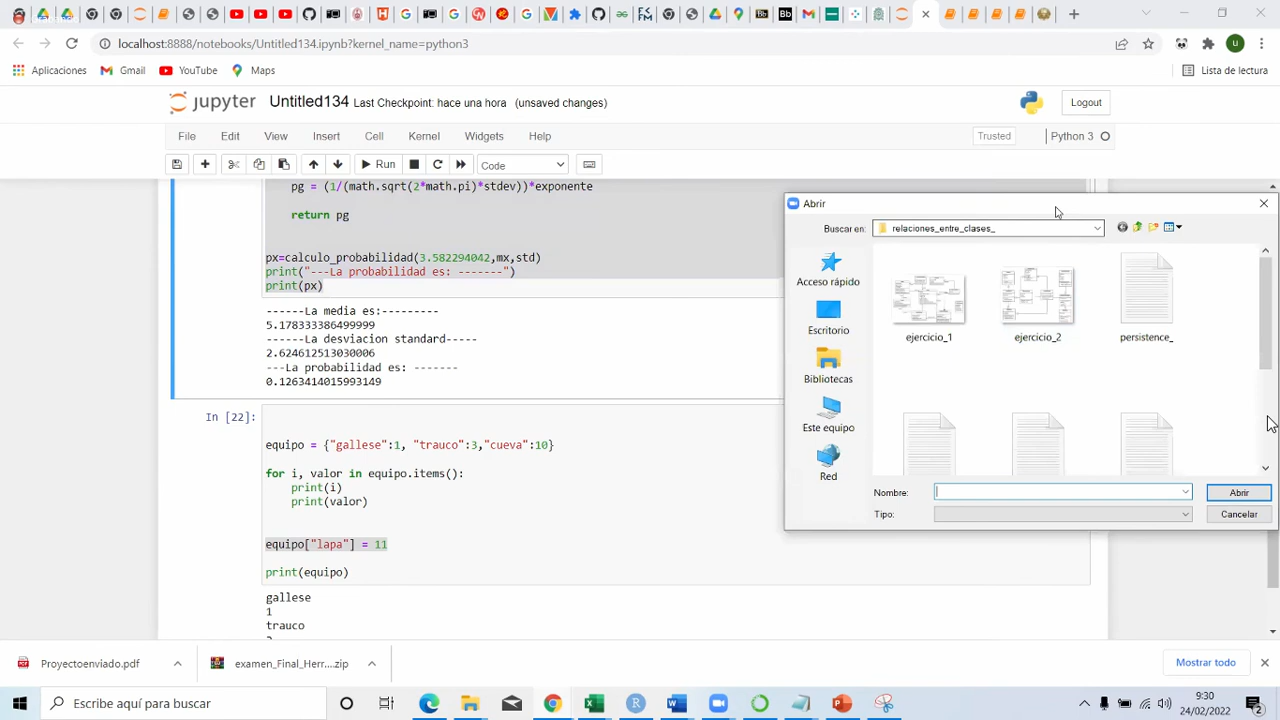 localhost:8888/notebooks/Untitled134.ipynb?kernel_name=python3
Aplicaciones Gmail YouTube Maps Lista de lectura
jupyter Untitled134 Last Checkpoint: hace una hora (unsaved changes) Logout
File Edit View Insert Cell Kernel Widgets Help Trusted Python 3
Run Code
pg = (1/(math.sqrt(2*math.pi)*stdev))*exponente
return pg
px=calculo_probabilidad(3.582294042,mx,std)
print("---La probabilidad es: -------")
print(px)
------La media es:---------
5.178333386499999
------La desviacion standard-----
2.624612513030006
---La probabilidad es: -------
0.1263414015993149
In [22]:
equipo = {"gallese":1, "trauco":3,"cueva":10}
for i, valor in equipo.items():
print(i)
print(valor)
equipo["lapa"] = 11
print(equipo)
gallese
1
trauco
Abrir
Buscar en: relaciones_entre_clases_
Acceso rápido
Escritorio
Bibliotecas
Este equipo
Red
ejercicio_1 ejercicio_2 persistence_
Nombre: Abrir
Tipo: Cancelar
Proyectoenviado.pdf examen_Final_Herr....zip Mostrar todo
Escribe aquí para buscar
9:30
24/02/2022
2